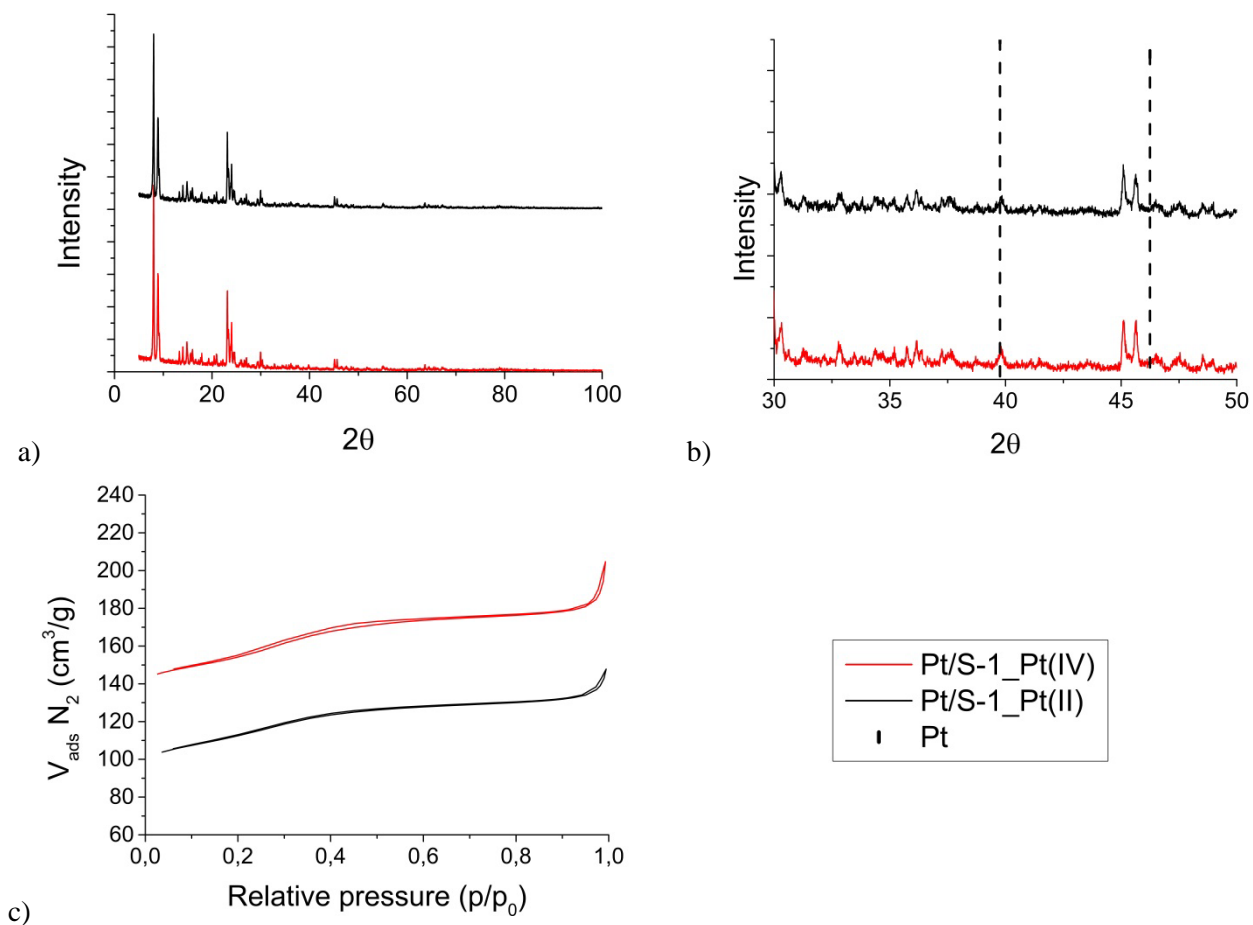 Intensity
0 20 40 60 80 100
2θ
a)
Intensity
30 35 40 45 50
2θ
b)
V_ads N_2 (cm^3/g)
240
220
200
180
160
140
120
100
80
60
0,0 0,2 0,4 0,6 0,8 1,0
Relative pressure (p/p_0)
c)
Pt/S-1_Pt(IV)
Pt/S-1_Pt(II)
Pt